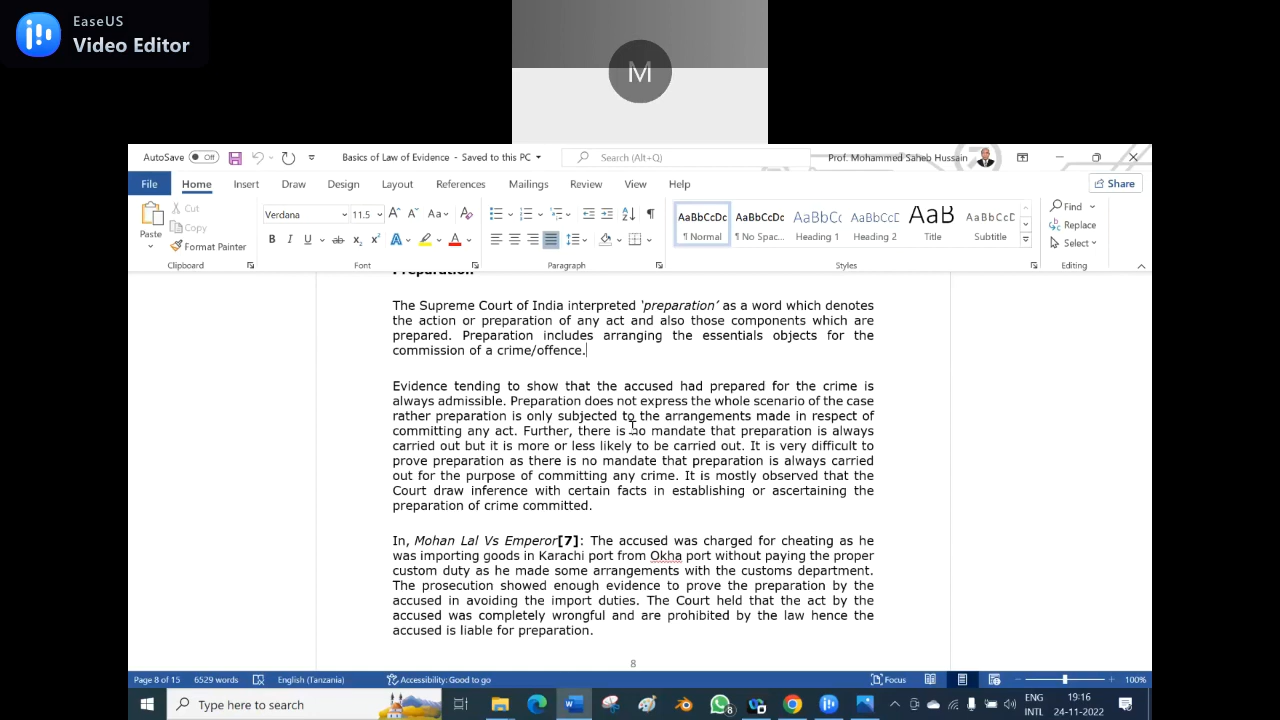 EaseUS
Video Editor
M
AutoSave Off Basics of Law of Evidence - Saved to this PC Search (Alt+Q) Prof. Mohammed Saheb Hussain
File Home Insert Draw Design Layout References Mailings Review View Help Share
Paste Cut Copy Format Painter Clipboard
Verdana 11.5 Font
Paragraph
AaBbCcDc AaBbCcDc AaBbC AaBbCcD AaB AaBbCcD
¶ Normal ¶ No Spac... Heading 1 Heading 2 Title Subtitle
Styles
Find Replace Select Editing
Preparation
The Supreme Court of India interpreted ‘preparation’ as a word which denotes
the action or preparation of any act and also those components which are
prepared. Preparation includes arranging the essentials objects for the
commission of a crime/offence.
Evidence tending to show that the accused had prepared for the crime is
always admissible. Preparation does not express the whole scenario of the case
rather preparation is only subjected to the arrangements made in respect of
committing any act. Further, there is no mandate that preparation is always
carried out but it is more or less likely to be carried out. It is very difficult to
prove preparation as there is no mandate that preparation is always carried
out for the purpose of committing any crime. It is mostly observed that the
Court draw inference with certain facts in establishing or ascertaining the
preparation of crime committed.
In, Mohan Lal Vs Emperor[7]: The accused was charged for cheating as he
was importing goods in Karachi port from Okha port without paying the proper
custom duty as he made some arrangements with the customs department.
The prosecution showed enough evidence to prove the preparation by the
accused in avoiding the import duties. The Court held that the act by the
accused was completely wrongful and are prohibited by the law hence the
accused is liable for preparation.
8
Page 8 of 15 6529 words English (Tanzania) Accessibility: Good to go Focus 100%
Type here to search ENG INTL 19:16 24-11-2022